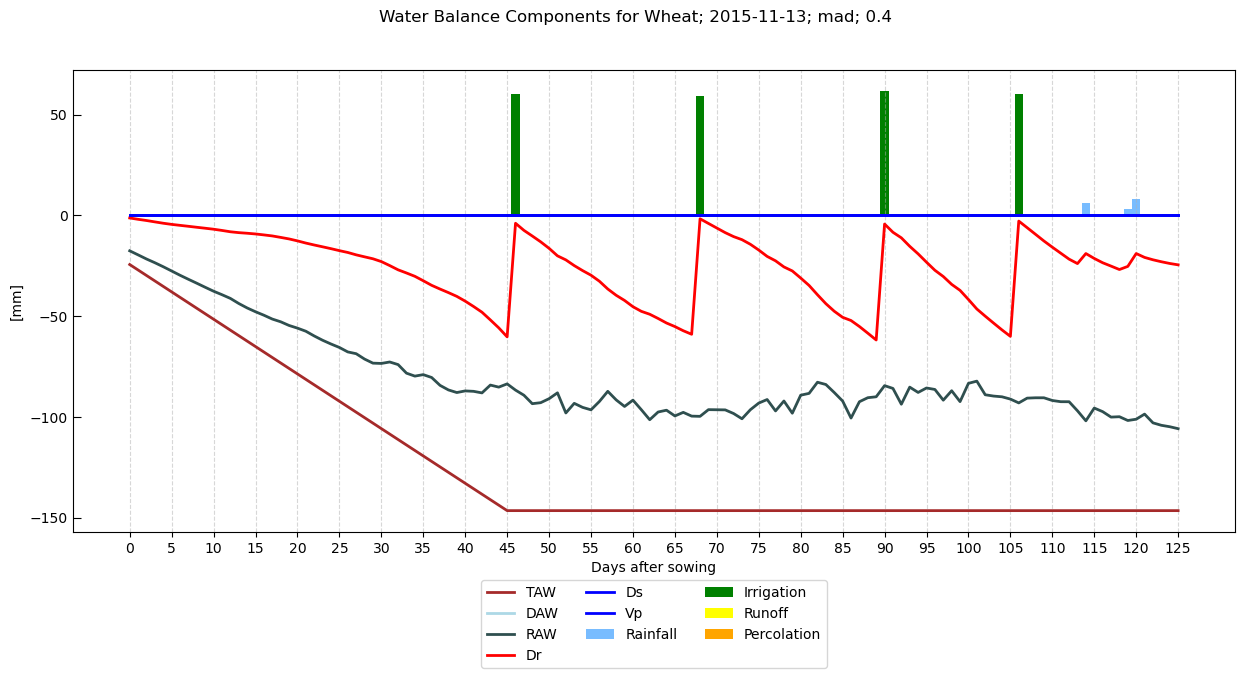 Water Balance Components for Wheat; 2015-11-13; mad; 0.4
50
0
−50
−100
−150
[mm]
0 5 10 15 20 25 30 35 40 45 50 55 60 65 70 75 80 85 90 95 100 105 110 115 120 125
Days after sowing
TAW Ds Irrigation
DAW Vp Runoff
RAW Rainfall Percolation
Dr